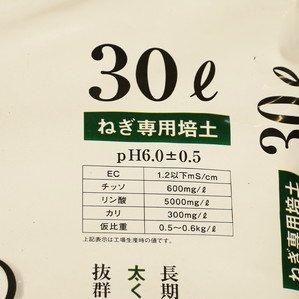 30ℓ
ねぎ専用培土
pH6.0±0.5
EC 1.2以下mS/cm
チッソ 600mg/ℓ
リン酸 5000mg/ℓ
カリ 300mg/ℓ
仮比重 0.5～0.6kg/ℓ
上記表示は工場生産時の値です。
長期
太く
抜群
30ℓ
ねぎ専用培土